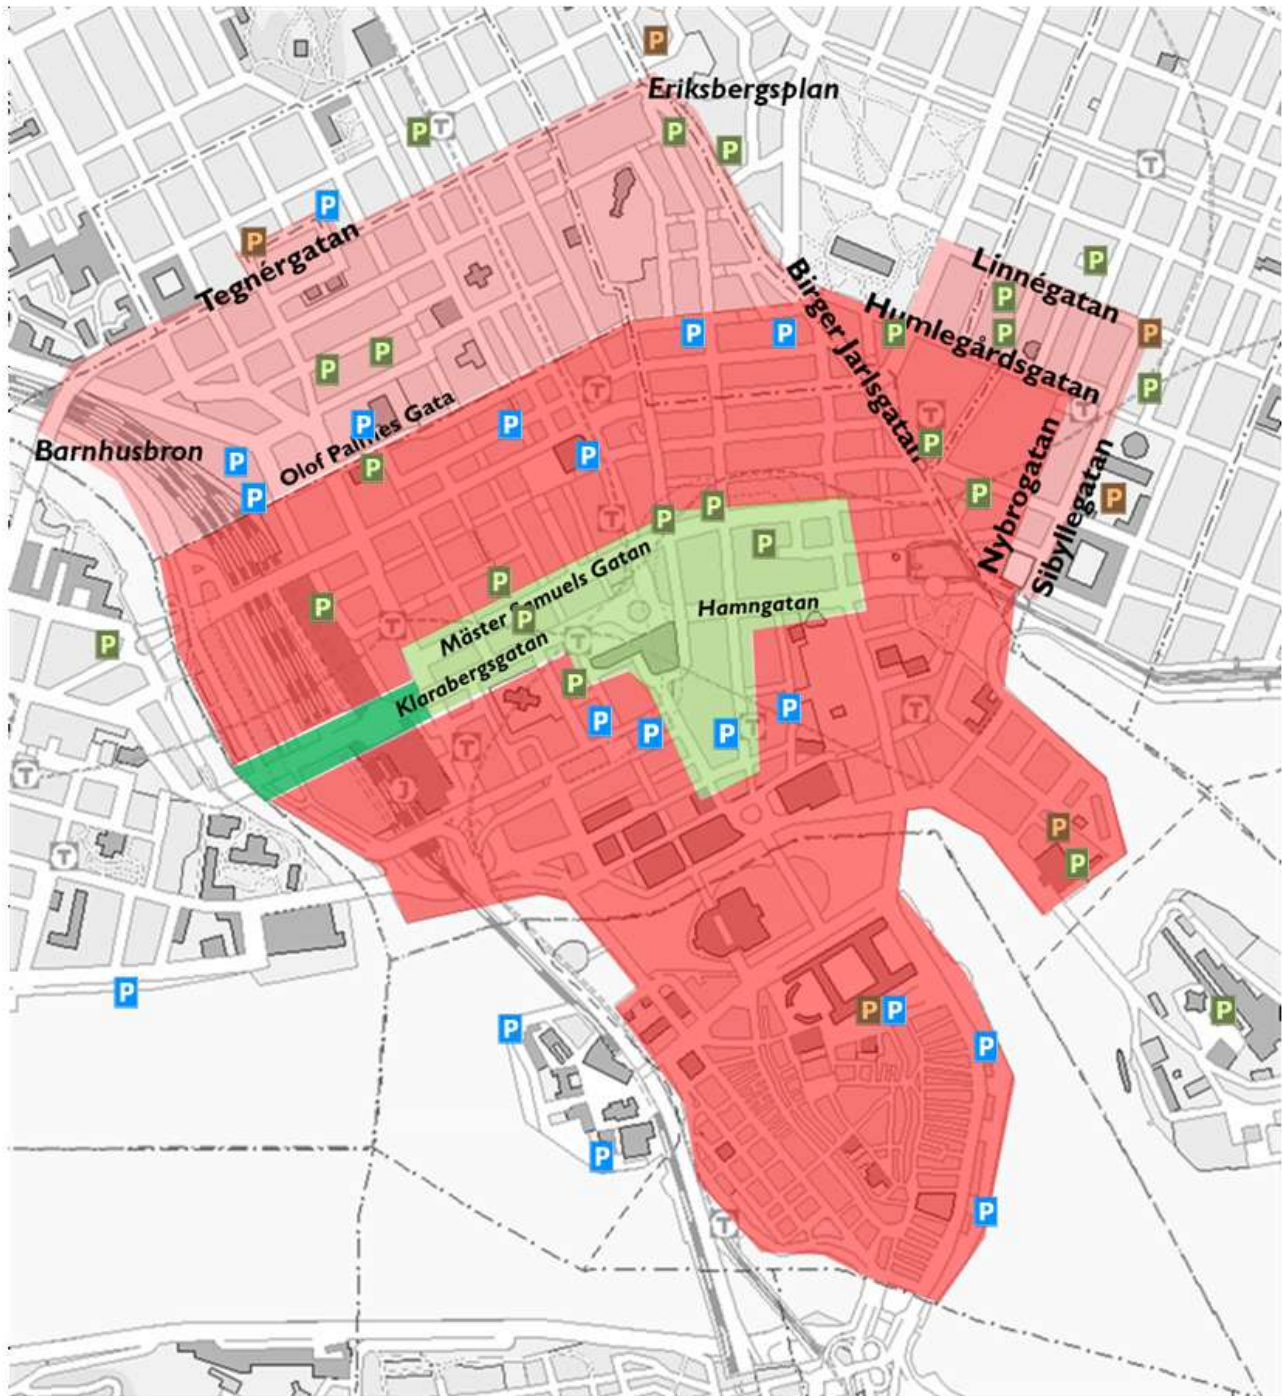 P
Eriksbergsplan
P
T
P
P
T
P
P
Tegnérgatan
Linnégatan
P
Birger Jarlsgatan
P
Humlegårdsgatan
P
P
P
P
P
P
P
T
P
T
T
Olof Palmes Gata
P
P
P
Barnhusbron
P
P
P
P
Nybrogatan
Sibyllegatan
P
P
P
P
T
P
P
Mäster Samuels Gatan
P
Hamngatan
P
P
T
T
P
Klarabergsgatan
P
P
P
P
P
T
T
T
T
J
P
T
P
P
P
P
P
P
P
P
P
T